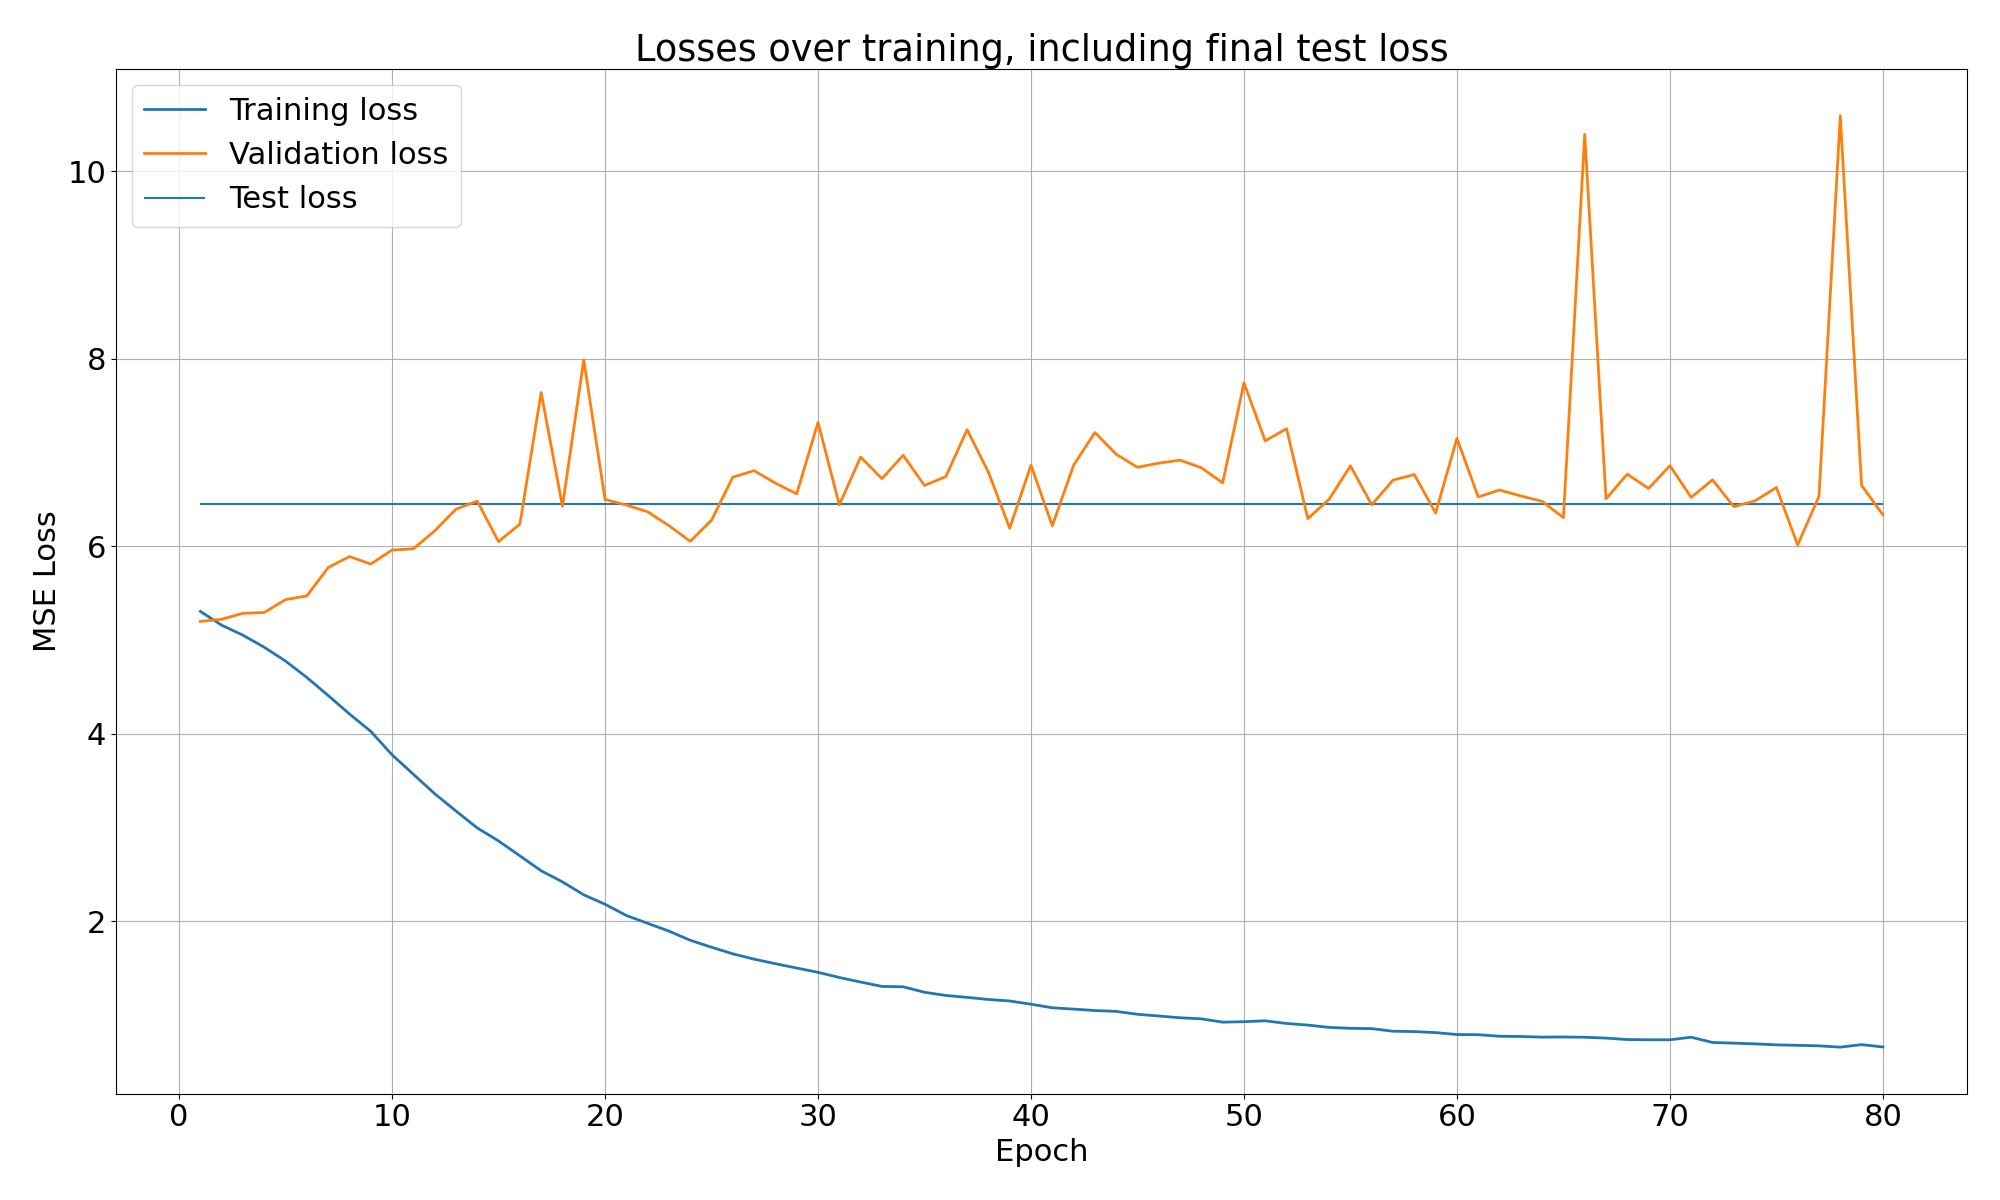 Losses over training, including final test loss
Training loss
Validation loss
Test loss
10
8
6
4
2
MSE Loss
0 10 20 30 40 50 60 70 80
Epoch